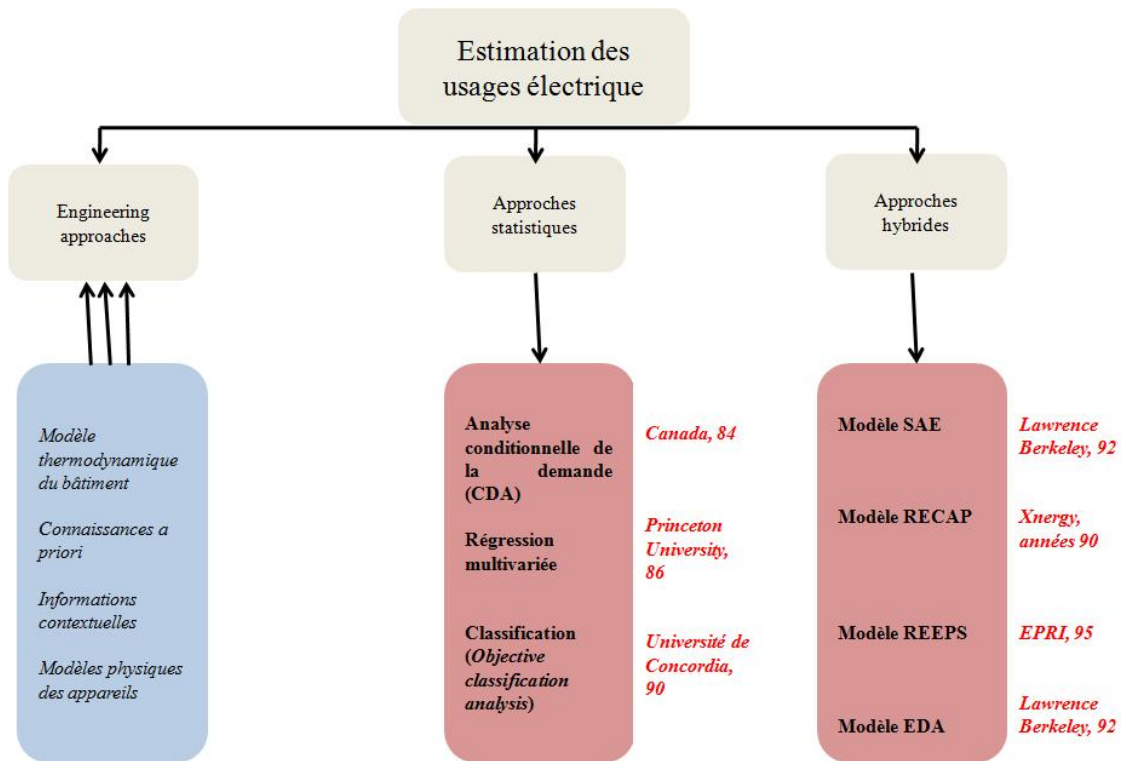 Estimation des
usages électrique
Engineering
approaches
Approches
statistiques
Approches
hybrides
Modèle
thermodynamique
du bâtiment
Connaissances a
priori
Informations
contextuelles
Modèles physiques
des appareils
Analyse
conditionnelle de
la demande
(CDA)
Régression
multivariée
Classification
(Objective
classification
analysis)
Canada, 84
Princeton
University,
86
Université de
Concordia,
90
Modèle SAE
Modèle RECAP
Modèle REEPS
Modèle EDA
Lawrence
Berkeley, 92
Xnergy,
années 90
EPRI, 95
Lawrence
Berkeley, 92